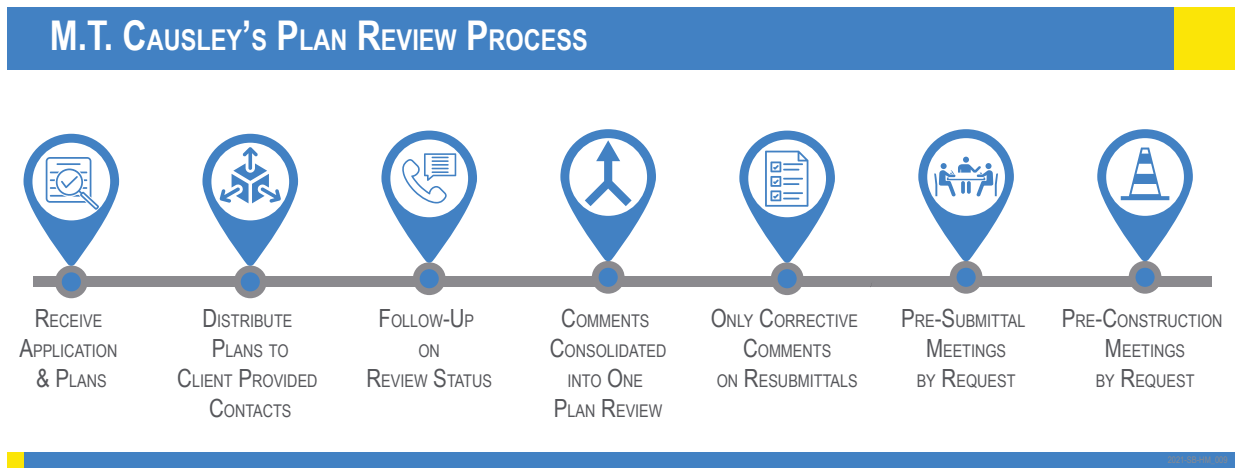 M.T. Causley's Plan Review Process
Receive
Application
& Plans
Distribute
Plans to
Client Provided
Contacts
Follow-Up
on
Review Status
Comments
Consolidated
into One
Plan Review
Only Corrective
Comments
on Resubmittals
Pre-Submittal
Meetings
by Request
Pre-Construction
Meetings
by Request